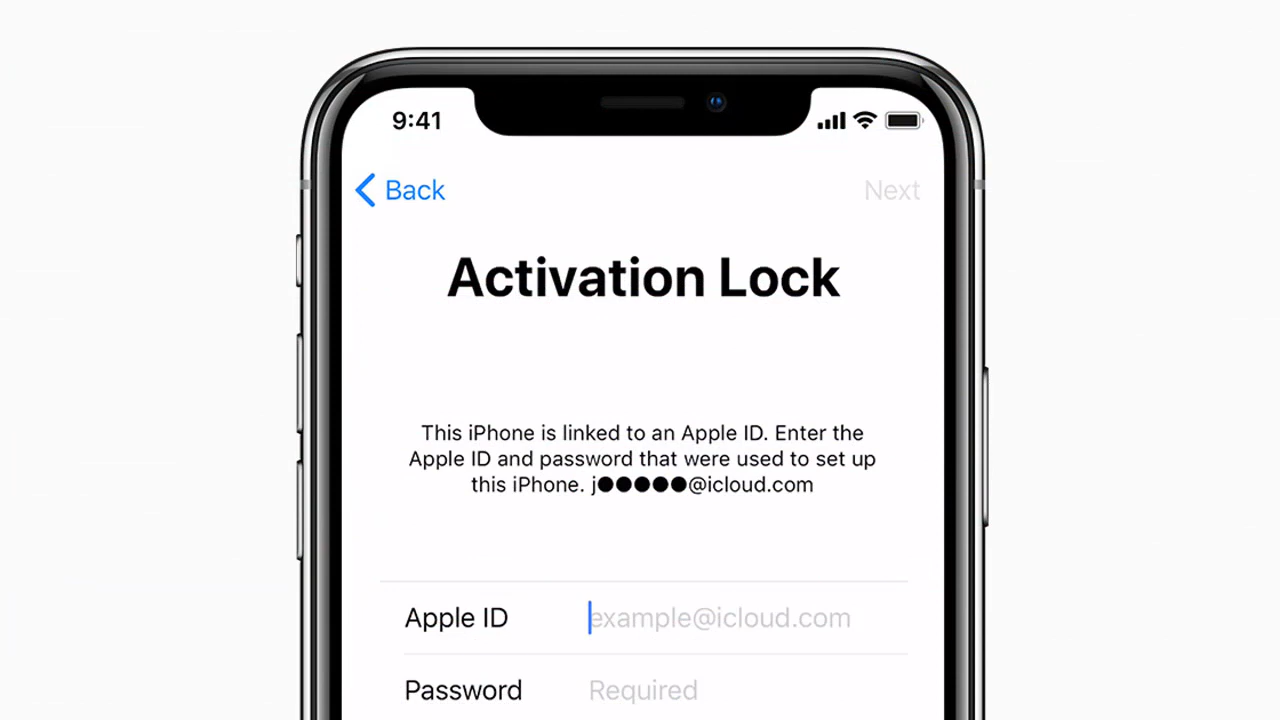 9:41
Back
Next
Activation Lock
This iPhone is linked to an Apple ID. Enter the
Apple ID and password that were used to set up
this iPhone. j●●●●●@icloud.com
Apple ID example@icloud.com
Password Required